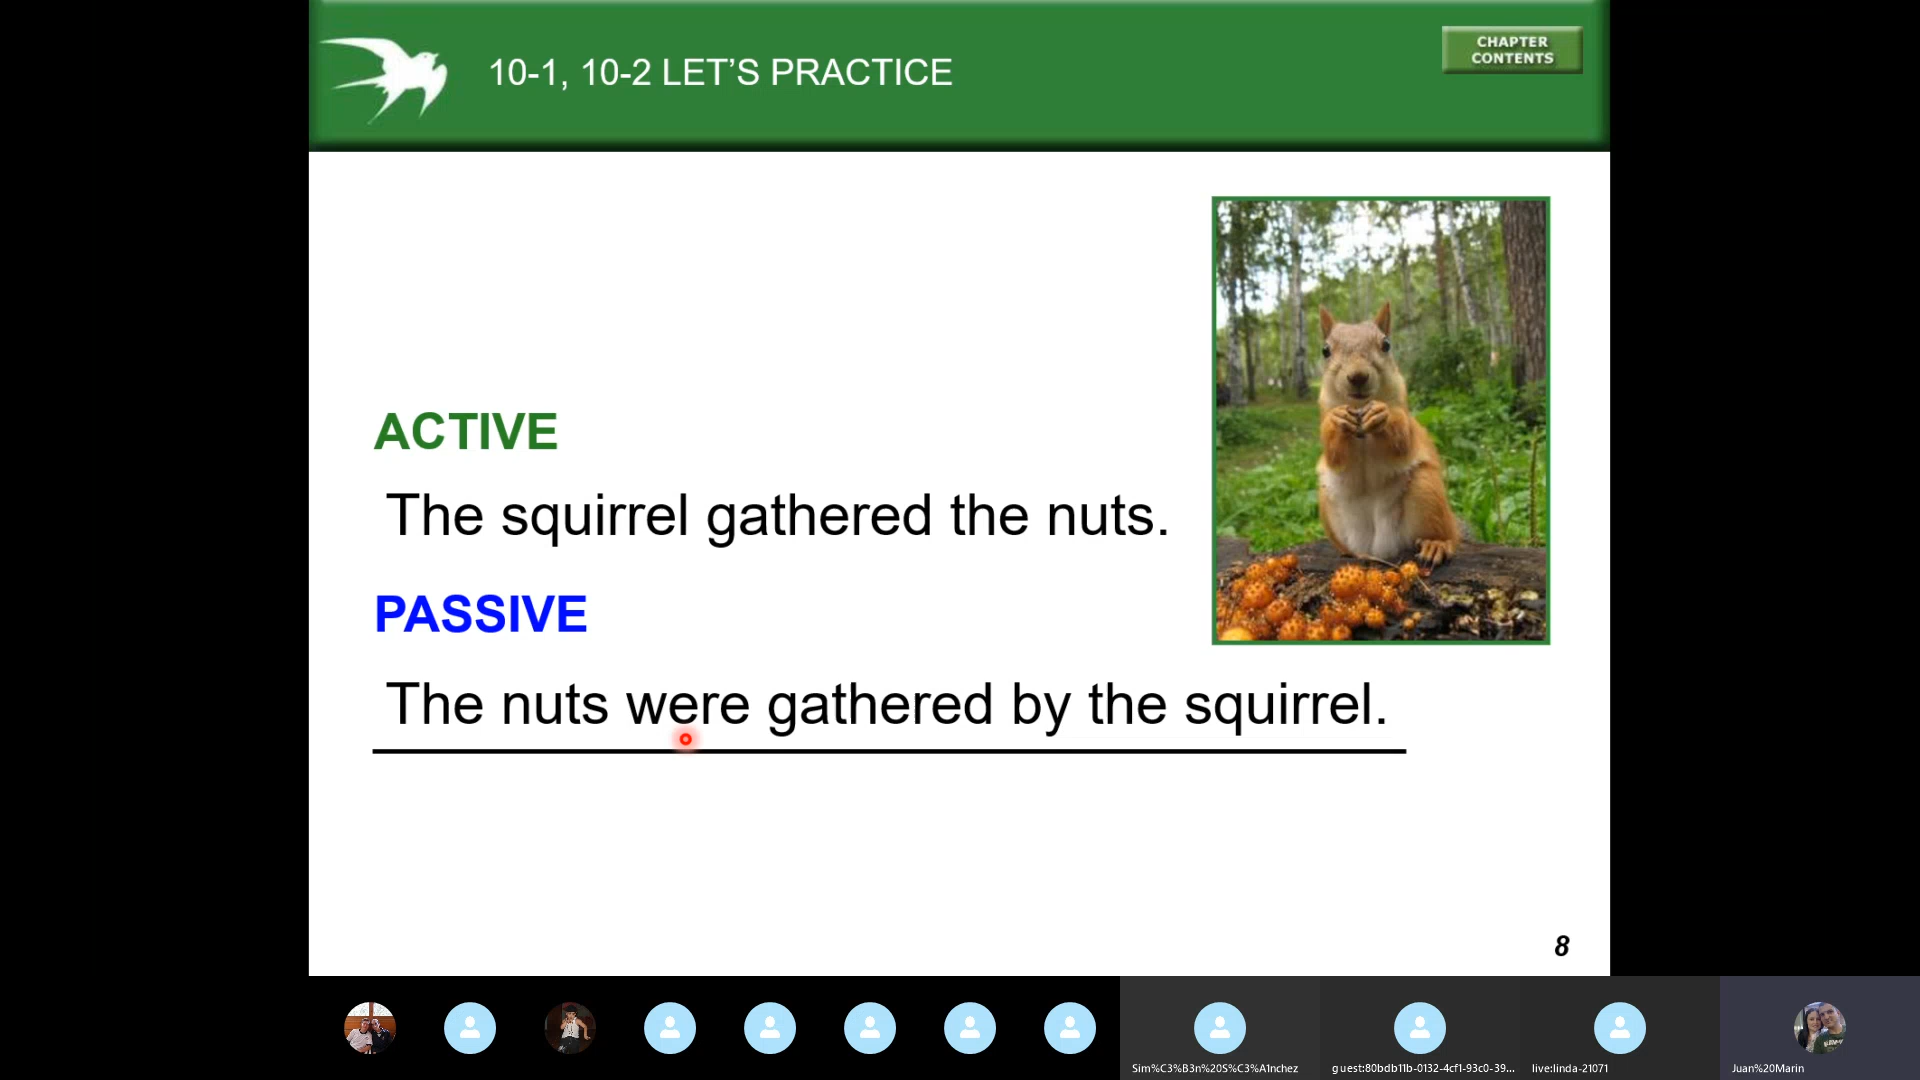 10-1, 10-2 LET’S PRACTICE
CHAPTER
CONTENTS
ACTIVE
The squirrel gathered the nuts.
PASSIVE
The nuts were gathered by the squirrel.
8
Sim%C3%B3n%20S%C3%A1nchez
guest:80bdb11b-0132-4cf1-93c0-39...
live:linda-21071
Juan%20Marin